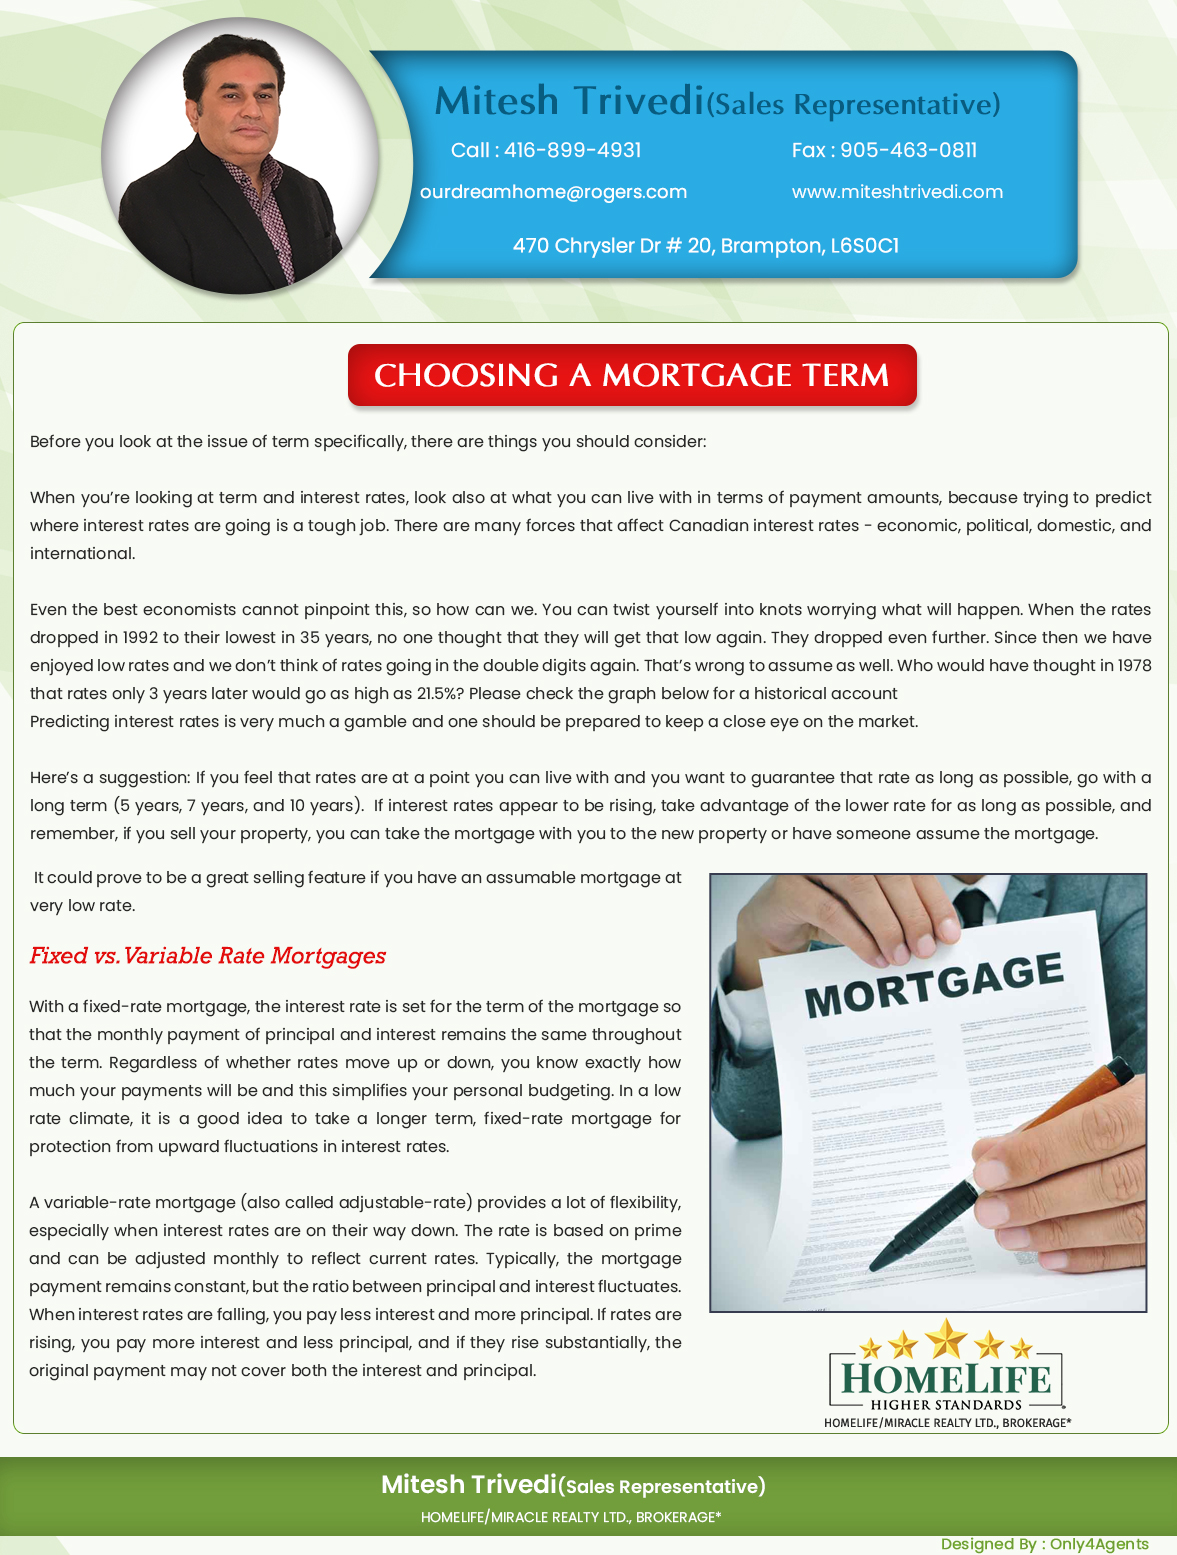 Mitesh Trivedi(Sales Representative)
Call : 416-899-4931
Fax : 905-463-0811
ourdreamhome@rogers.com
www.miteshtrivedi.com
470 Chrysler Dr # 20, Brampton, L6S0C1
CHOOSING A MORTGAGE TERM
Before you look at the issue of term specifically, there are things you should consider:
When you’re looking at term and interest rates, look also at what you can live with in terms of payment amounts, because trying to predict
where interest rates are going is a tough job. There are many forces that affect Canadian interest rates - economic, political, domestic, and
international.
Even the best economists cannot pinpoint this, so how can we. You can twist yourself into knots worrying what will happen. When the rates
dropped in 1992 to their lowest in 35 years, no one thought that they will get that low again. They dropped even further. Since then we have
enjoyed low rates and we don’t think of rates going in the double digits again. That’s wrong to assume as well. Who would have thought in 1978
that rates only 3 years later would go as high as 21.5%? Please check the graph below for a historical account
Predicting interest rates is very much a gamble and one should be prepared to keep a close eye on the market.
Here’s a suggestion: If you feel that rates are at a point you can live with and you want to guarantee that rate as long as possible, go with a
long term (5 years, 7 years, and 10 years). If interest rates appear to be rising, take advantage of the lower rate for as long as possible, and
remember, if you sell your property, you can take the mortgage with you to the new property or have someone assume the mortgage.
It could prove to be a great selling feature if you have an assumable mortgage at
very low rate.
Fixed vs. Variable Rate Mortgages
With a fixed-rate mortgage, the interest rate is set for the term of the mortgage so
that the monthly payment of principal and interest remains the same throughout
the term. Regardless of whether rates move up or down, you know exactly how
much your payments will be and this simplifies your personal budgeting. In a low
rate climate, it is a good idea to take a longer term, fixed-rate mortgage for
protection from upward fluctuations in interest rates.
A variable-rate mortgage (also called adjustable-rate) provides a lot of flexibility,
especially when interest rates are on their way down. The rate is based on prime
and can be adjusted monthly to reflect current rates. Typically, the mortgage
payment remains constant, but the ratio between principal and interest fluctuates.
When interest rates are falling, you pay less interest and more principal. If rates are
rising, you pay more interest and less principal, and if they rise substantially, the
original payment may not cover both the interest and principal.
MORTGAGE
HOMELIFE
HIGHER STANDARDS
HOMELIFE/MIRACLE REALTY LTD., BROKERAGE*
Mitesh Trivedi(Sales Representative)
HOMELIFE/MIRACLE REALTY LTD., BROKERAGE*
Designed By : Only4Agents